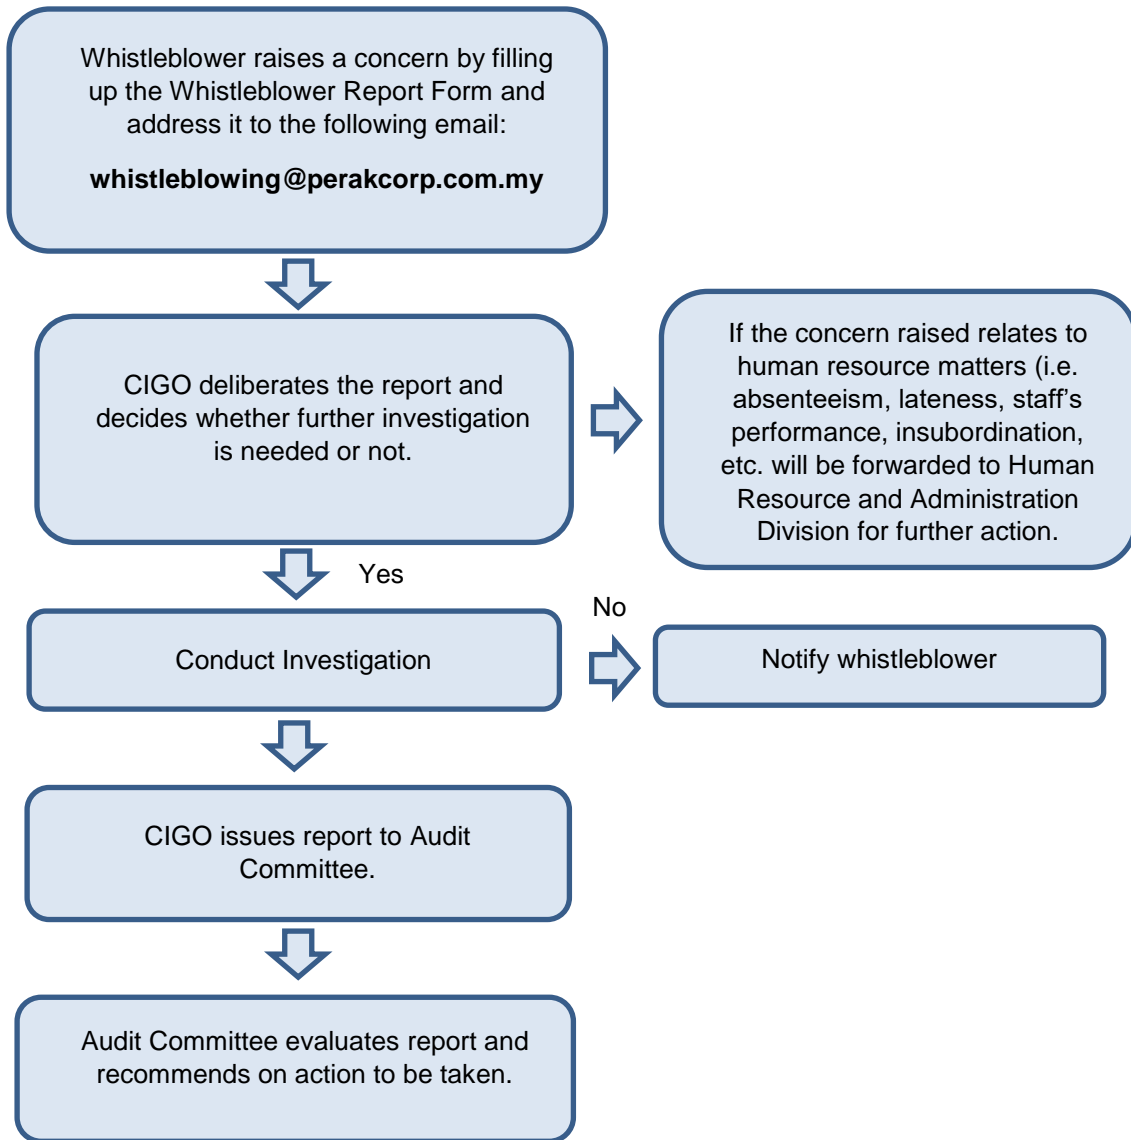 Whistleblower raises a concern by filling
up the Whistleblower Report Form and
address it to the following email:
whistleblowing@perakcorp.com.my
CIGO deliberates the report and
decides whether further investigation
is needed or not.
If the concern raised relates to
human resource matters (i.e.
absenteeism, lateness, staff’s
performance, insubordination,
etc. will be forwarded to Human
Resource and Administration
Division for further action.
Yes
No
Conduct Investigation
Notify whistleblower
CIGO issues report to Audit
Committee.
Audit Committee evaluates report and
recommends on action to be taken.